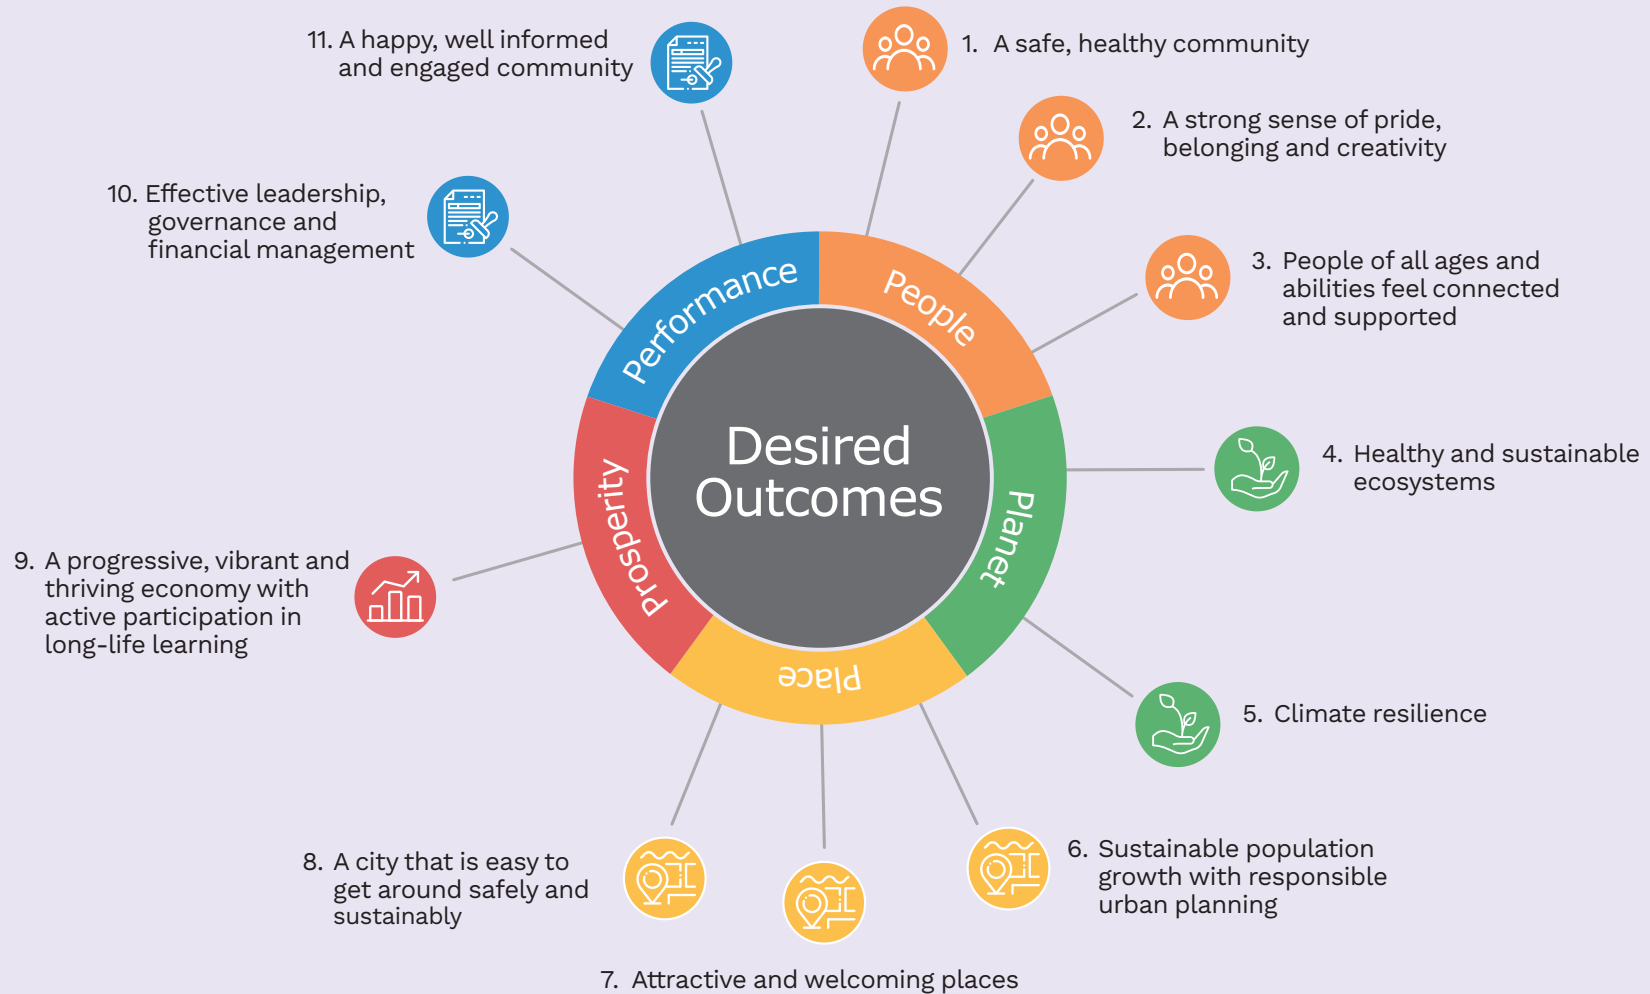 Desired
Outcomes
People
Planet
Place
Prosperity
Performance
1. A safe, healthy community
2. A strong sense of pride,
belonging and creativity
3. People of all ages and
abilities feel connected
and supported
4. Healthy and sustainable
ecosystems
5. Climate resilience
6. Sustainable population
growth with responsible
urban planning
7. Attractive and welcoming places
8. A city that is easy to
get around safely and
sustainably
9. A progressive, vibrant and
thriving economy with
active participation in
long-life learning
10. Effective leadership,
governance and
financial management
11. A happy, well informed
and engaged community